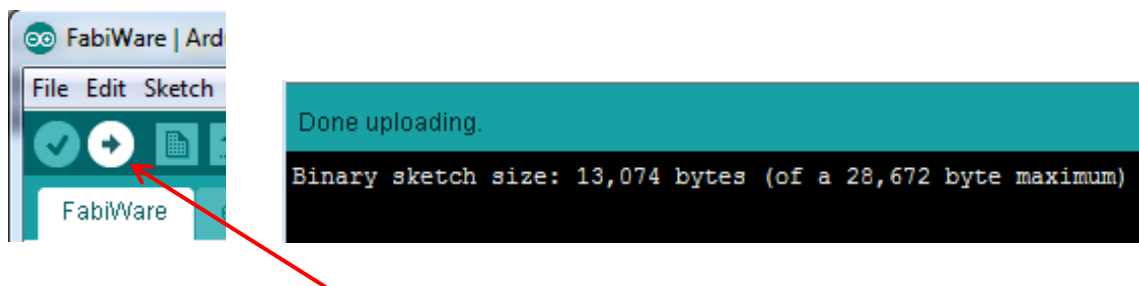 FabiWare | Ard
File Edit Sketch
FabiWare
Done uploading.
Binary sketch size: 13,074 bytes (of a 28,672 byte maximum)